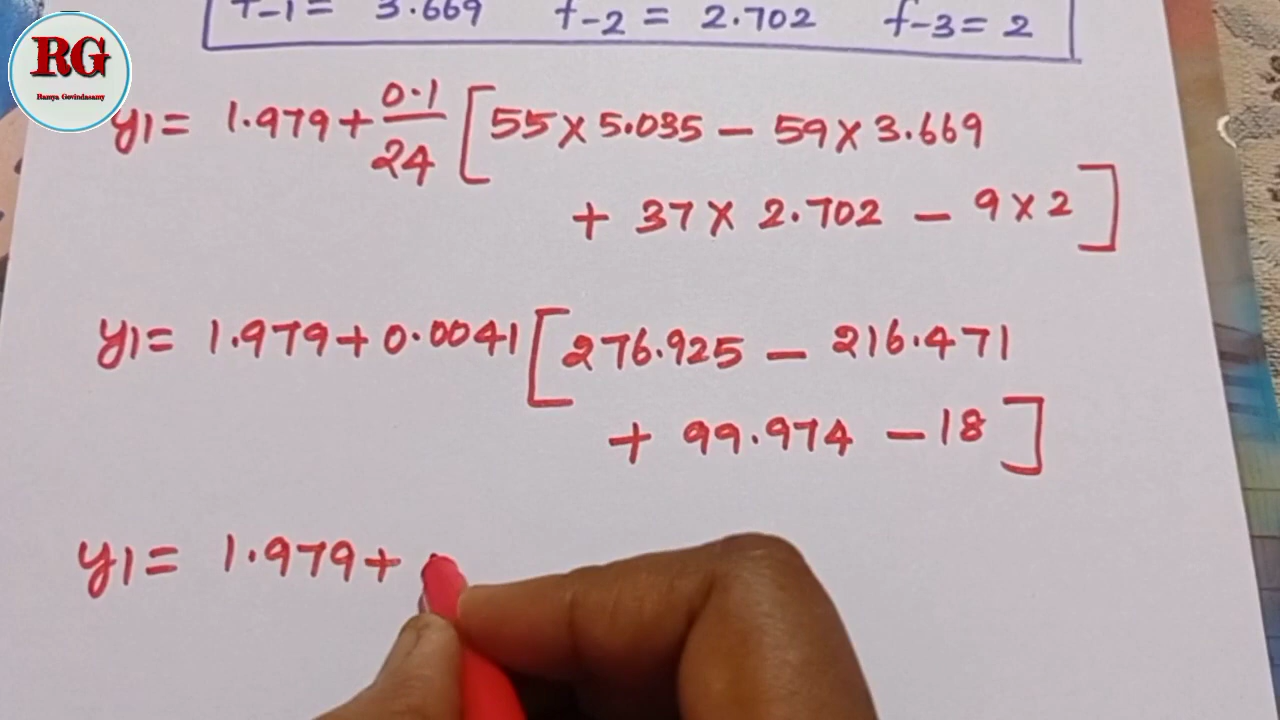 RG
Ramya Govindasamy
f-1 = 3.669 f-2 = 2.702 f-3 = 2
y1 = 1.979 + 0.1/24 [55 × 5.035 – 59 × 3.669
+ 37 × 2.702 – 9 × 2]
y1 = 1.979 + 0.0041 [276.925 – 216.471
+ 99.974 – 18]
y1 = 1.979 +